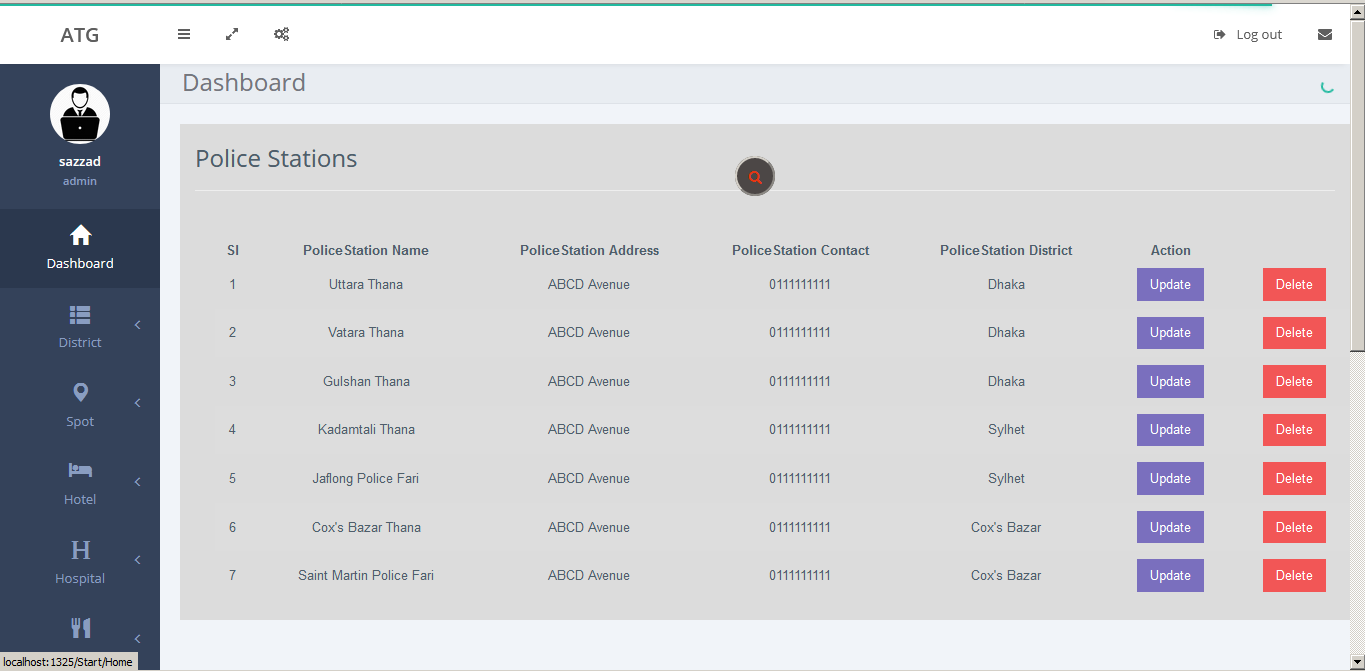 ATG
Log out
Dashboard
sazzad
admin
Dashboard
District
Spot
Hotel
H
Hospital
Police Stations
Sl PoliceStation Name PoliceStation Address PoliceStation Contact PoliceStation District Action
1 Uttara Thana ABCD Avenue 0111111111 Dhaka Update Delete
2 Vatara Thana ABCD Avenue 0111111111 Dhaka Update Delete
3 Gulshan Thana ABCD Avenue 0111111111 Dhaka Update Delete
4 Kadamtali Thana ABCD Avenue 0111111111 Sylhet Update Delete
5 Jaflong Police Fari ABCD Avenue 0111111111 Sylhet Update Delete
6 Cox's Bazar Thana ABCD Avenue 0111111111 Cox's Bazar Update Delete
7 Saint Martin Police Fari ABCD Avenue 0111111111 Cox's Bazar Update Delete
localhost:1325/Start/Home